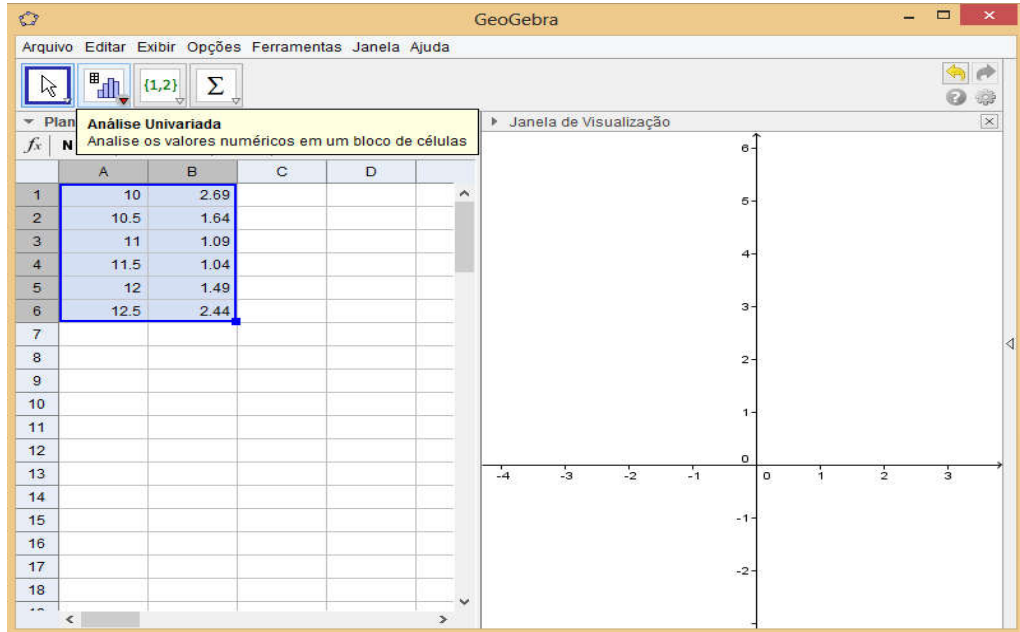 GeoGebra
Arquivo Editar Exibir Opções Ferramentas Janela Ajuda
{1,2} Σ
Plan
Análise Univariada
Analise os valores numéricos em um bloco de células
Janela de Visualização
fx N
A B C D
1 10 2.69
2 10.5 1.64
3 11 1.09
4 11.5 1.04
5 12 1.49
6 12.5 2.44
7
8
9
10
11
12
13
14
15
16
17
18
6
5
4
3
2
1
0
-4 -3 -2 -1 0 1 2 3
-1
-2